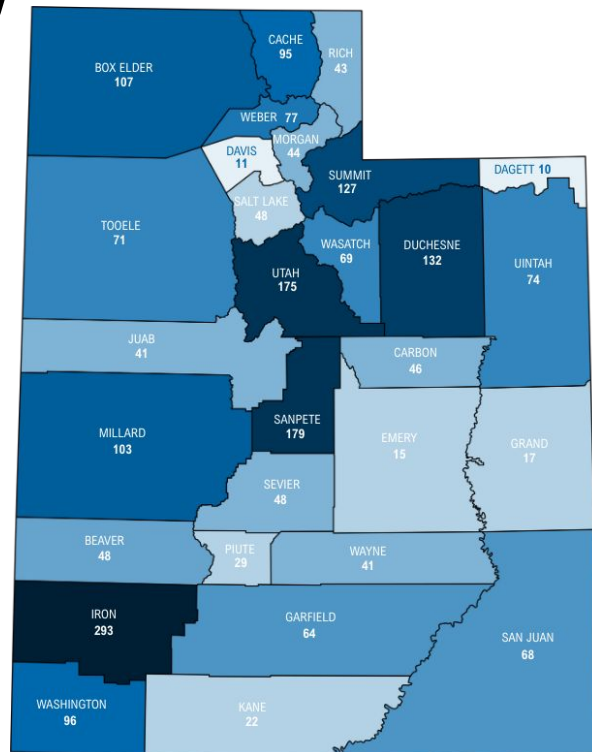 CACHE
95
RICH
43
BOX ELDER
107
WEBER 77
MORGAN
44
DAVIS
11
SUMMIT
127
DAGETT 10
SALT LAKE
48
TOOELE
71
WASATCH
69
DUCHESNE
132
UINTAH
74
UTAH
175
JUAB
41
CARBON
46
SANPETE
179
MILLARD
103
EMERY
15
GRAND
17
SEVIER
48
BEAVER
48
PIUTE
29
WAYNE
41
IRON
293
GARFIELD
64
SAN JUAN
68
WASHINGTON
96
KANE
22